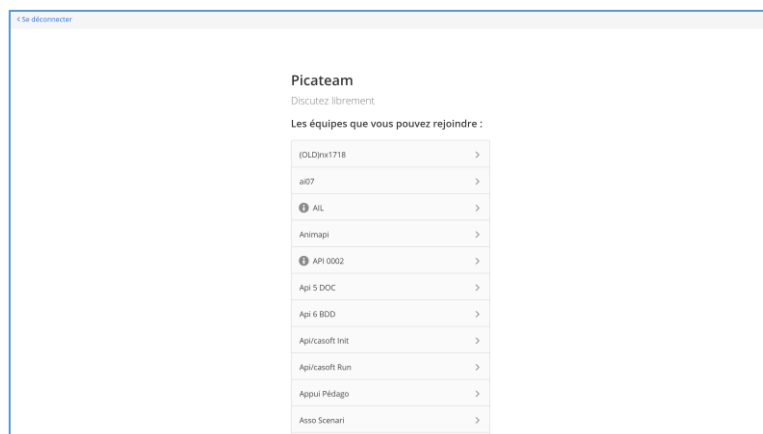 < Se déconnecter
Picateam
Discutez librement
Les équipes que vous pouvez rejoindre :
(OLD)nx1718
ai07
AIL
Animapi
API 0002
Api 5 DOC
Api 6 BDD
Api/casoft Init
Api/casoft Run
Appui Pédago
Asso Scenari